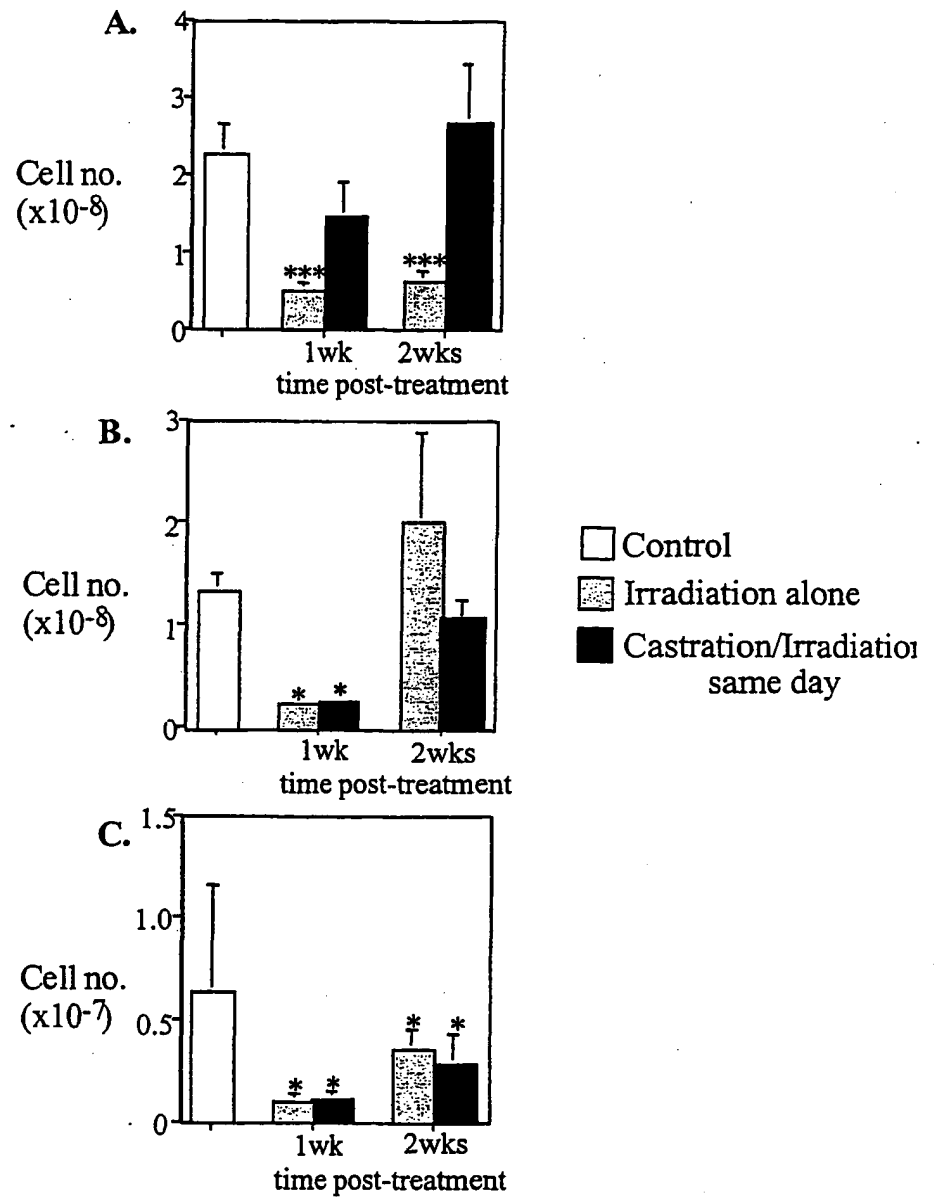 A.
4
3
2
1
0
Cell no.
(x10-8)
***
***
1wk 2wks
time post-treatment
B.
3
2
1
0
Cell no.
(x10-8)
* *
1wk 2wks
time post-treatment
Control
Irradiation alone
Castration/Irradiation
same day
C.
1.5
1.0
0.5
0
Cell no.
(x10-7)
* *
* *
1wk 2wks
time post-treatment